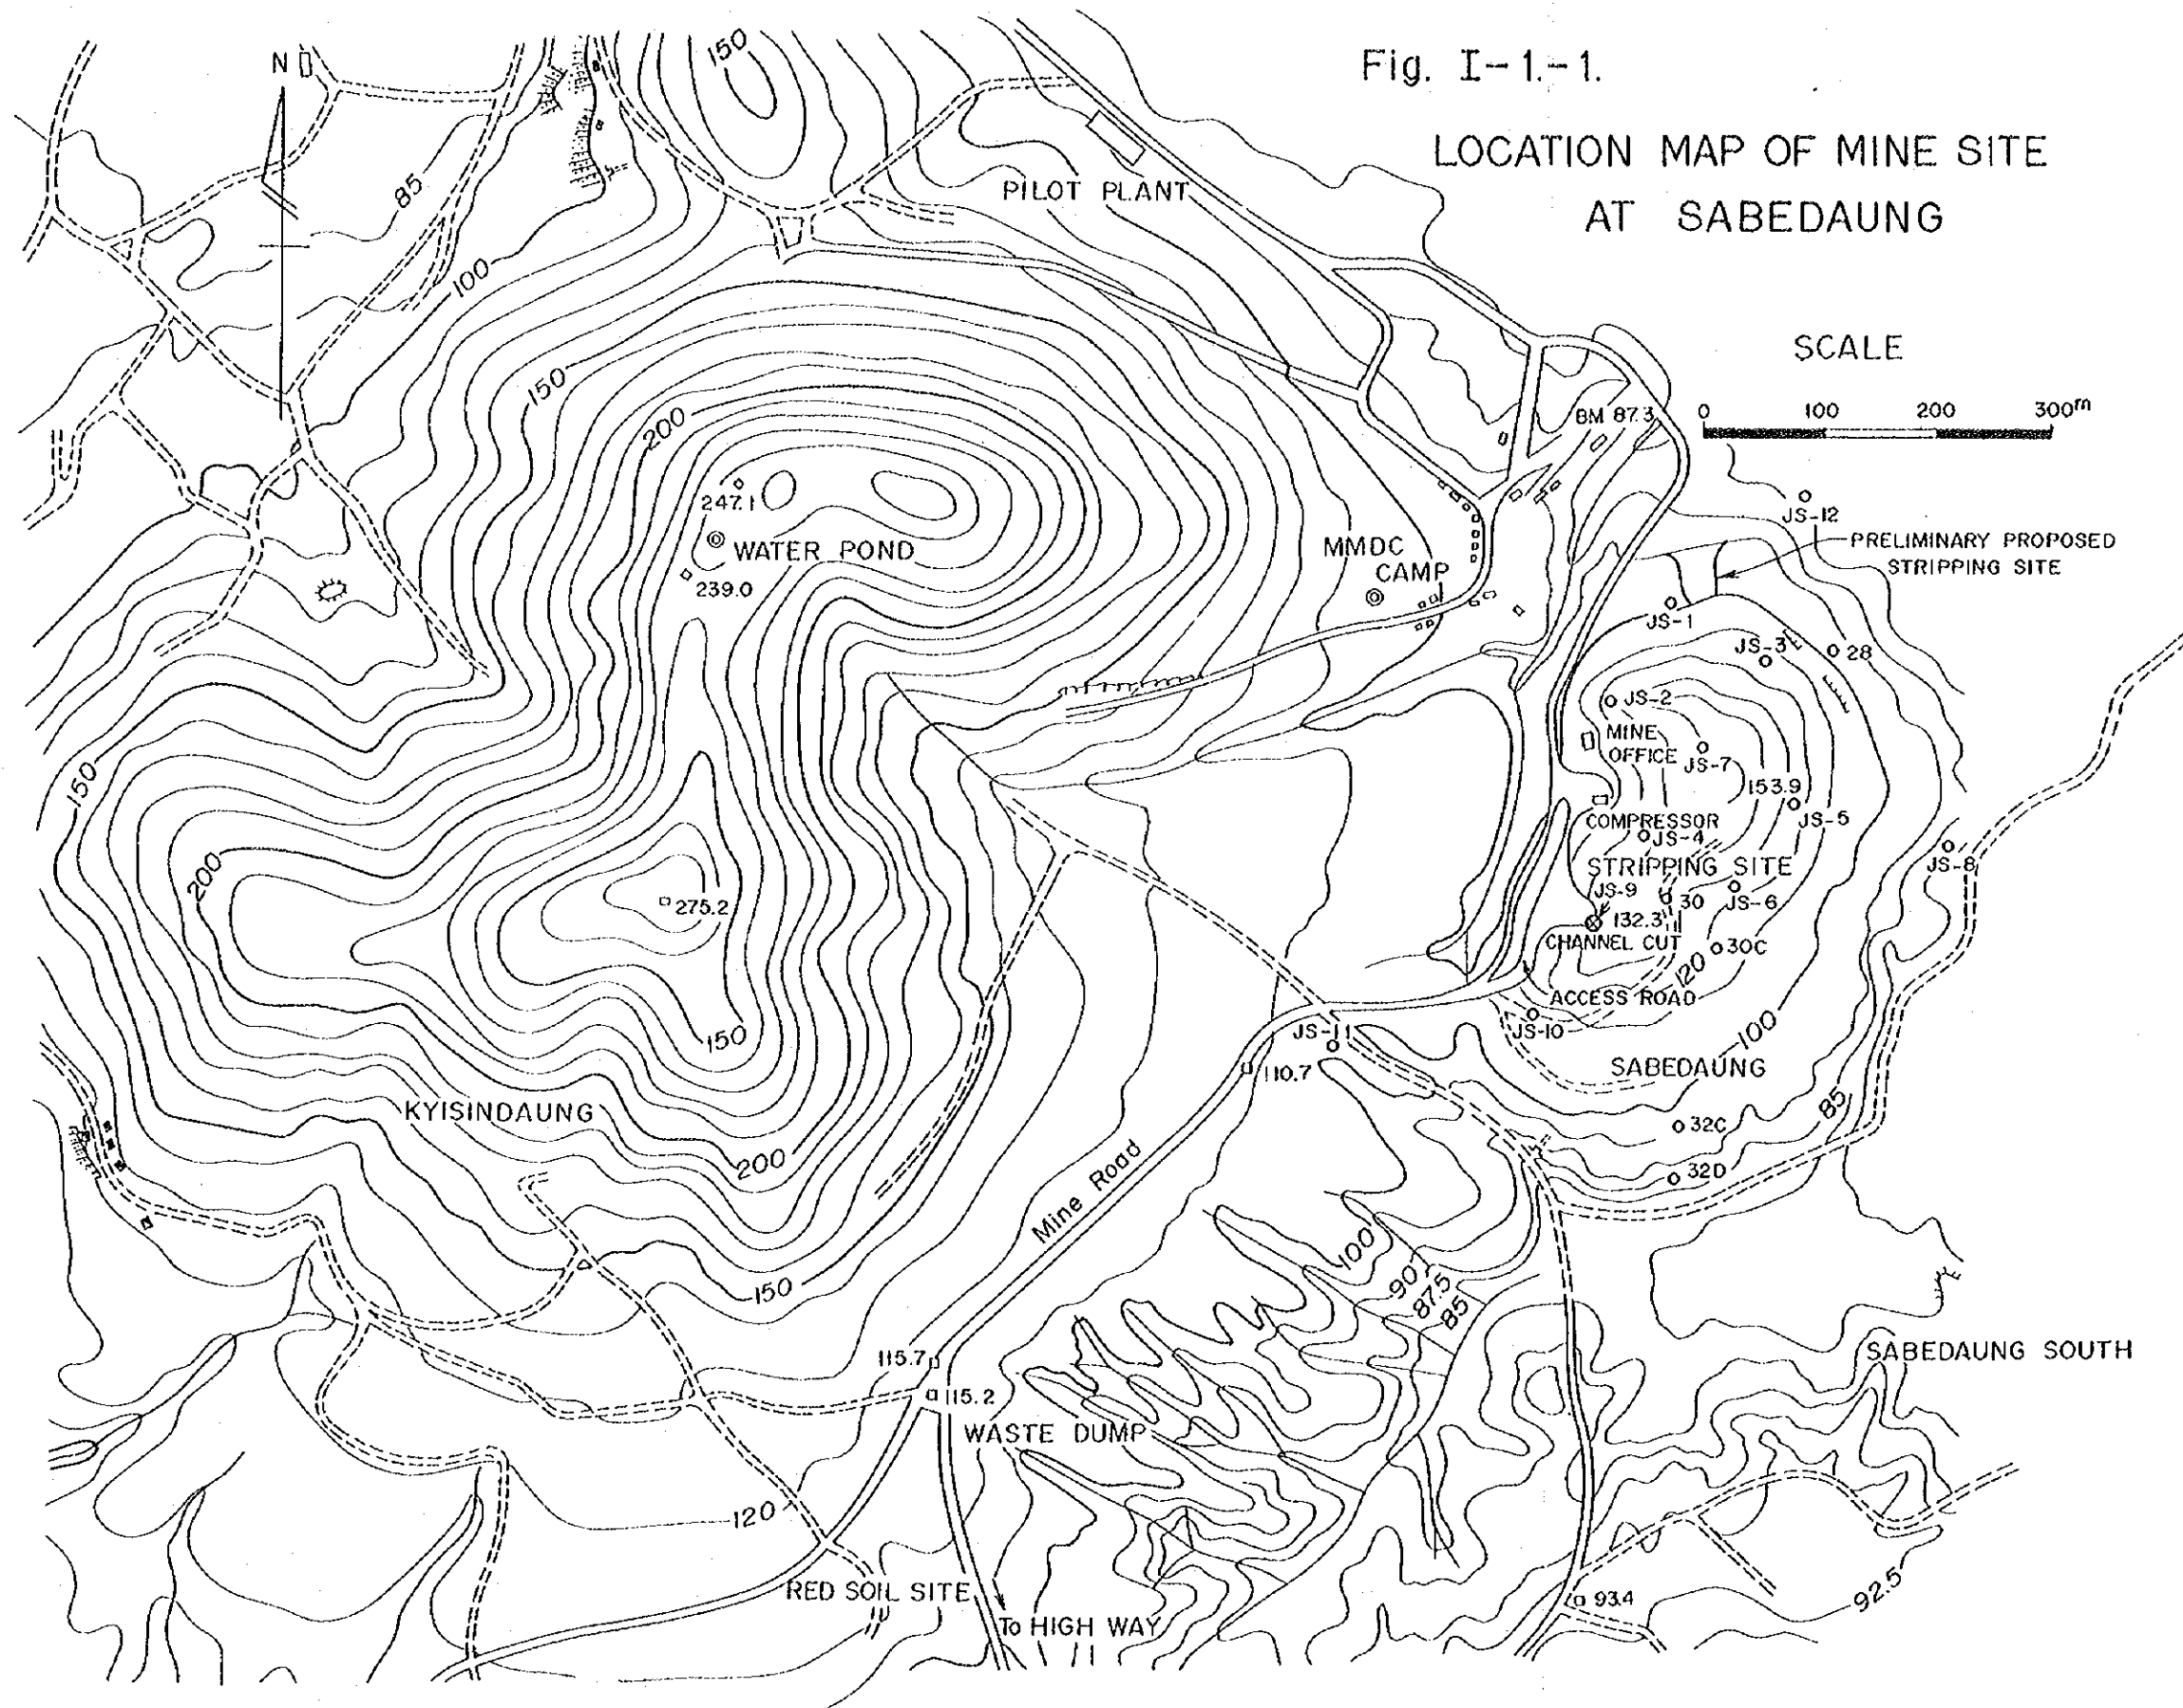 Fig. I-1.-1.
LOCATION MAP OF MINE SITE
AT SABEDAUNG
SCALE
0 100 200 300m
N
150
85
100
PILOT PLANT
150
200
BM 87.3
247.1
WATER POND
239.0
MMDC
CAMP
JS-12
PRELIMINARY PROPOSED
STRIPPING SITE
JS-1
JS-3
28
JS-2
MINE
OFFICE
JS-7
153.9
JS-5
COMPRESSOR
JS-4
STRIPPING SITE
JS-8
JS-9
30
JS-6
132.3
CHANNEL CUT
30C
120
ACCESS ROAD
JS-10
100
SABEDAUNG
85
32C
32D
150
200
275.2
150
JS-11
110.7
KYISINDAUNG
200
Mine Road
150
100
90
87.5
85
115.7
115.2
SABEDAUNG SOUTH
WASTE DUMP
120
RED SOIL SITE
To HIGH WAY
93.4
92.5